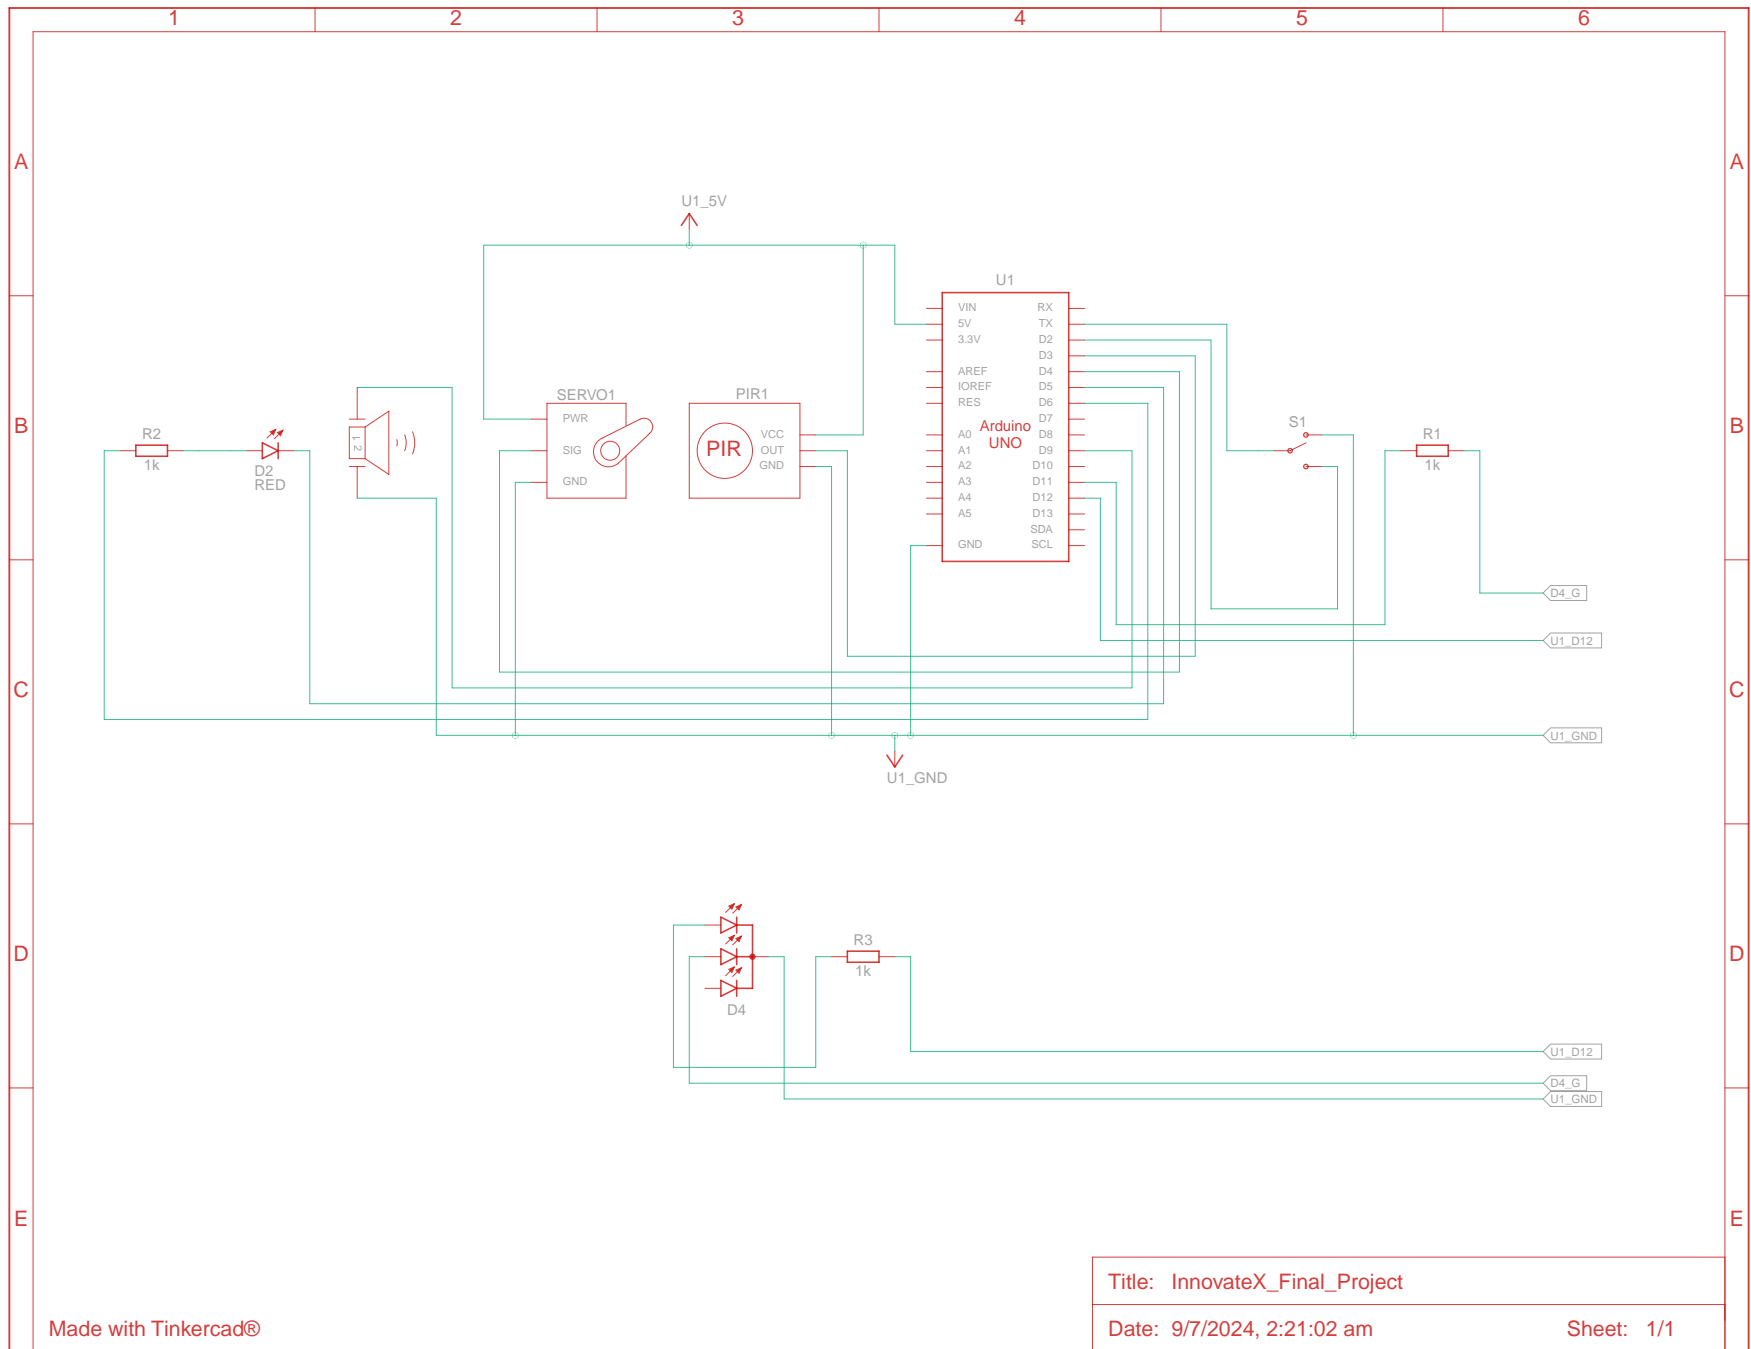 1 2 3 4 5 6
A A
U1_5V
U1
VIN RX
5V TX
3.3V D2
D3
AREF D4
IOREF D5
RES D6
D7
A0 D8
A1 D9
A2 D10
A3 D11
A4 D12
A5 D13
SDA
GND SCL
Arduino
UNO
B B
SERVO1
PWR
SIG
GND
PIR1
PIR
VCC
OUT
GND
R2
1k
D2
RED
1
2
S1
R1
1k
D4_G
U1_D12
C C
U1_GND
U1_GND
D D
D4
R3
1k
U1_D12
D4_G
U1_GND
E E
Title: InnovateX_Final_Project
Made with Tinkercad®
Date: 9/7/2024, 2:21:02 am Sheet: 1/1